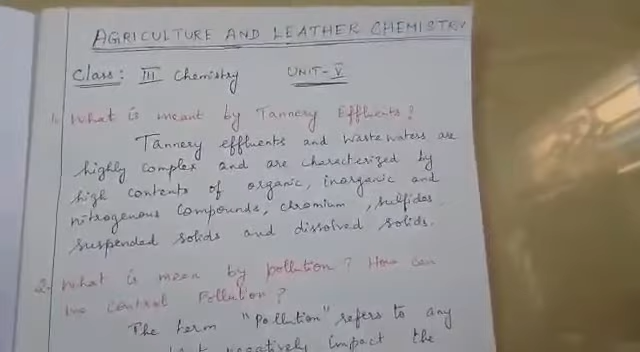 AGRICULTURE AND LEATHER CHEMISTRY
Class: III Chemistry UNIT-V
1. What is meant by Tannery Effluents?
Tannery effluents and wastewaters are
highly complex and are characterized by
high contents of organic, inorganic and
nitrogenous compounds, chromium, sulfides
suspended solids and dissolved solids.
2. What is mean by pollution? How can
we control Pollution?
The term "Pollution" refers to any
negatively impact the